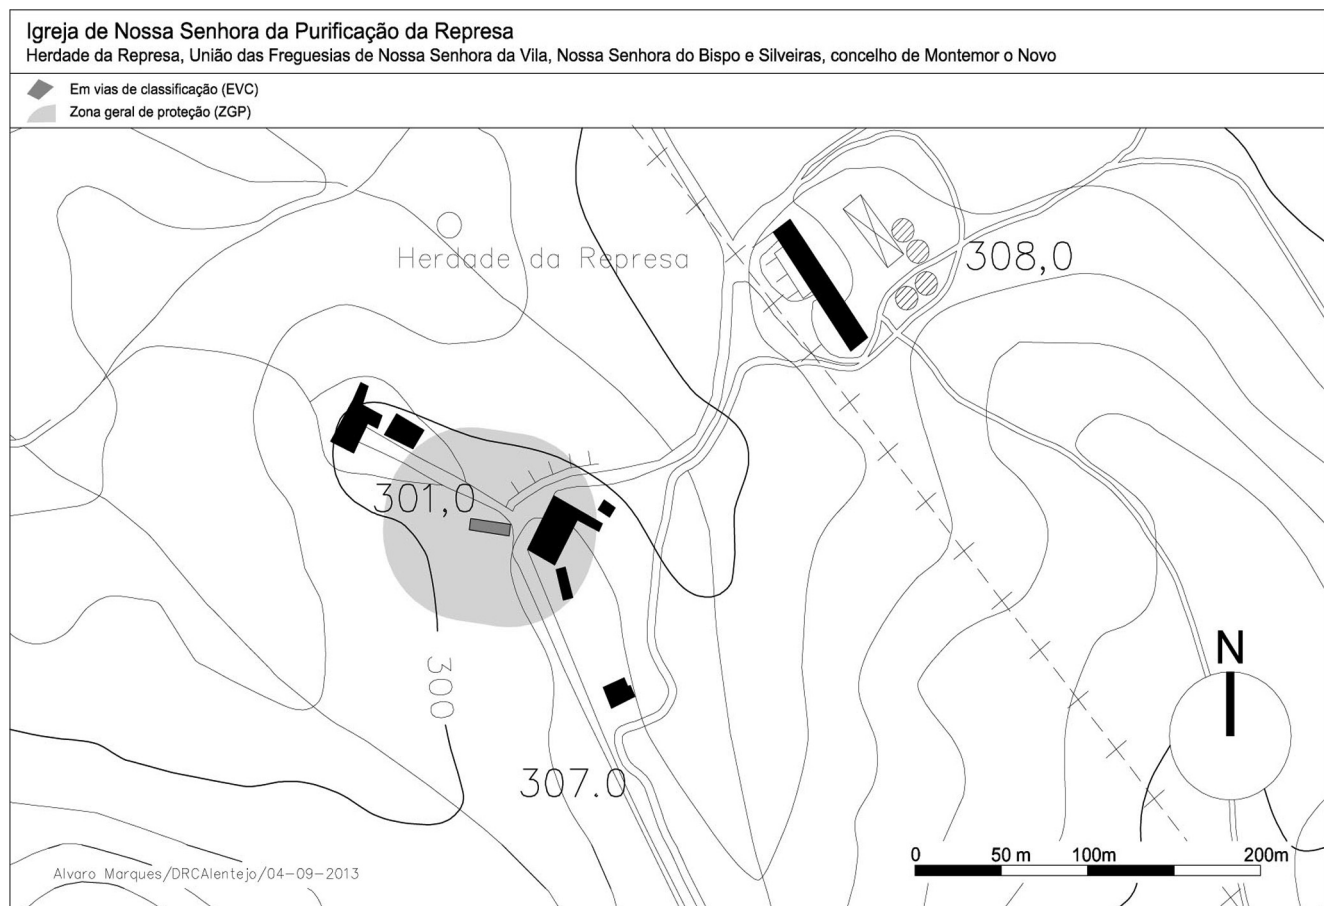 Igreja de Nossa Senhora da Purificação da Represa
Herdade da Represa, União das Freguesias de Nossa Senhora da Vila, Nossa Senhora do Bispo e Silveiras, concelho de Montemor o Novo
Em vias de classificação (EVC)
Zona geral de proteção (ZGP)
Herdade da Represa
308,0
301,0
300
307.0
N
0 50 m 100m 200m
Alvaro Marques/DRCAlentejo/04-09-2013